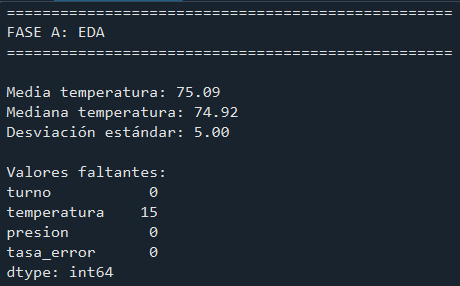 ==================================================
FASE A: EDA
==================================================
Media temperatura: 75.09
Mediana temperatura: 74.92
Desviación estándar: 5.00
Valores faltantes:
turno           0
temperatura    15
presion         0
tasa_error      0
dtype: int64